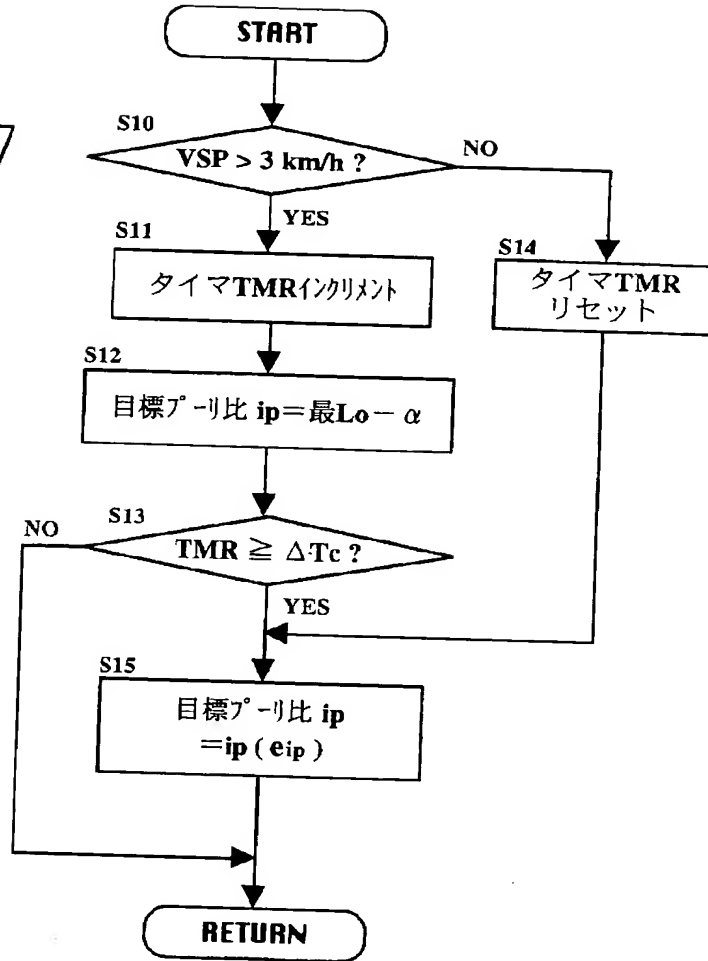 START
S10
VSP > 3 km/h ?
NO
YES
S11
タイマTMRインクリメント
S14
タイマTMR
リセット
S12
目標プーリ比 ip＝最Lo－ α
S13
NO
TMR ≧ ΔTc ?
YES
S15
目標プーリ比 ip
＝ip ( eip )
RETURN